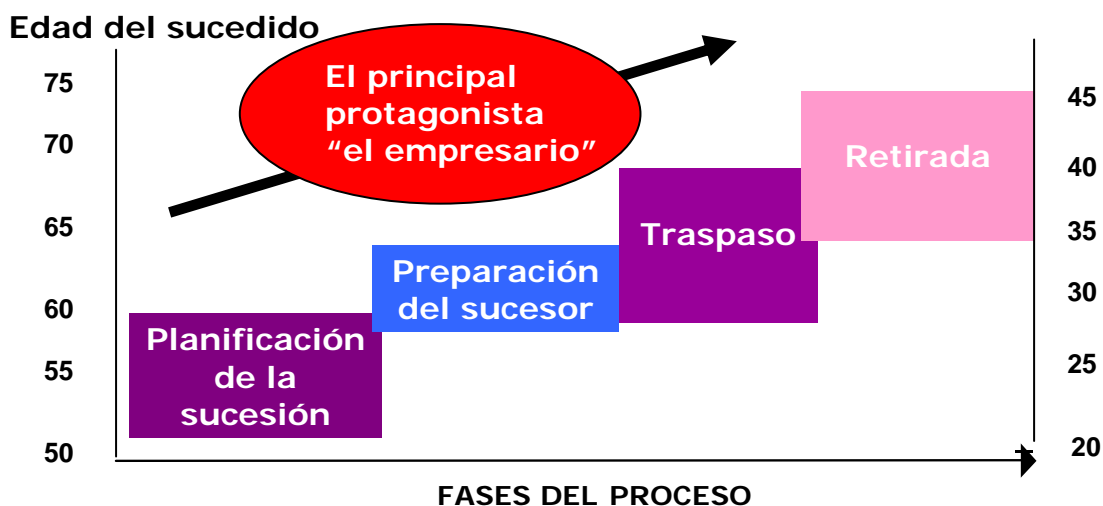 Edad del sucedido
El principal
protagonista
“el empresario”
75
70
65
60
55
50
45
40
35
30
25
20
Retirada
Traspaso
Preparación
del sucesor
Planificación
de la
sucesión
FASES DEL PROCESO